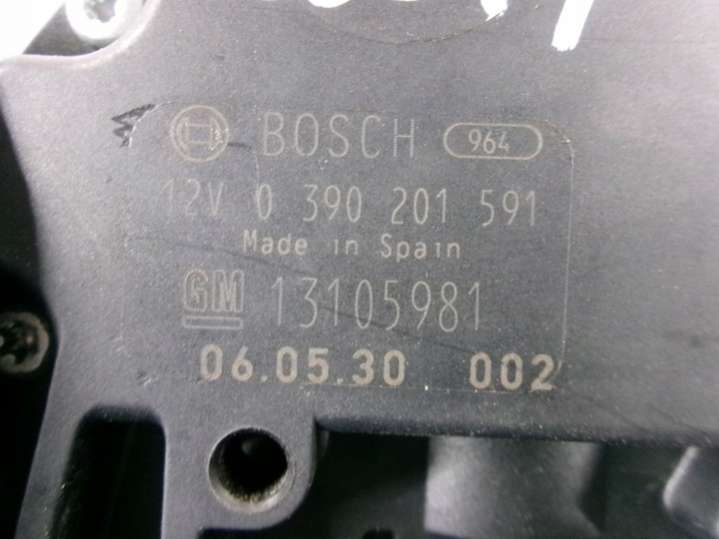 BOSCH 964
12V 0 390 201 591
Made in Spain
GM 13105981
06.05.30 002